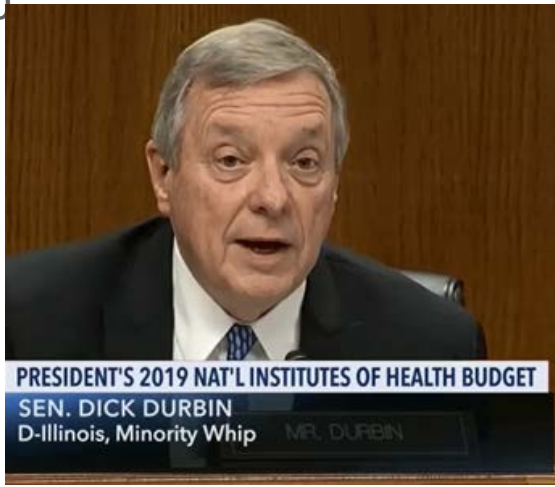 PRESIDENT'S 2019 NAT'L INSTITUTES OF HEALTH BUDGET
SEN. DICK DURBIN
D-Illinois, Minority Whip
MR. DURBIN